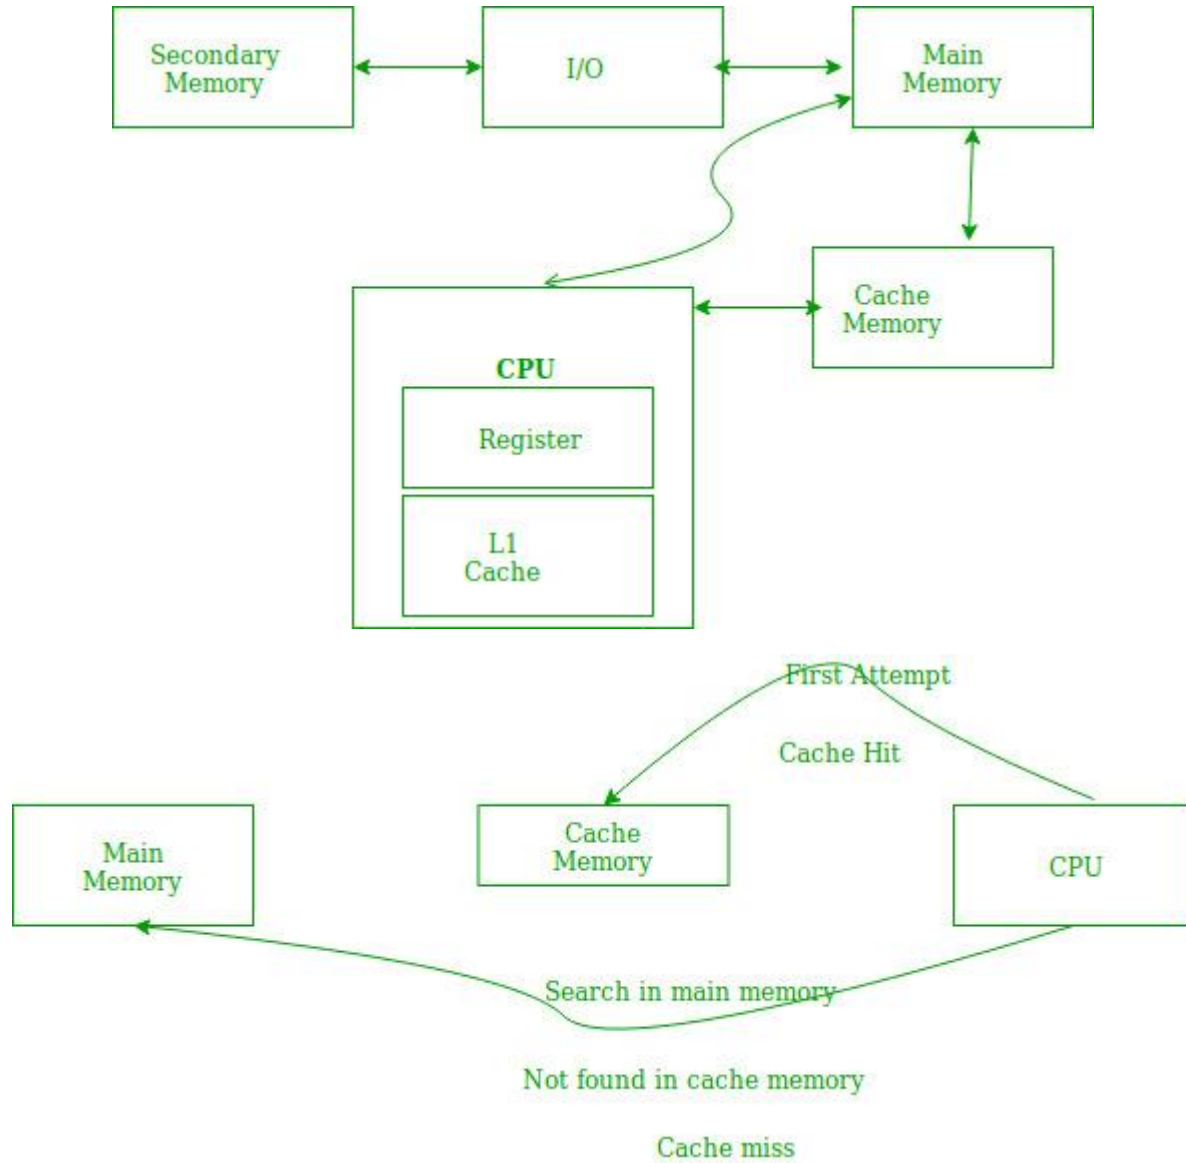 Secondary
Memory
I/O
Main
Memory
Cache
Memory
CPU
Register
L1
Cache
First Attempt
Cache Hit
Main
Memory
Cache
Memory
CPU
Search in main memory
Not found in cache memory
Cache miss